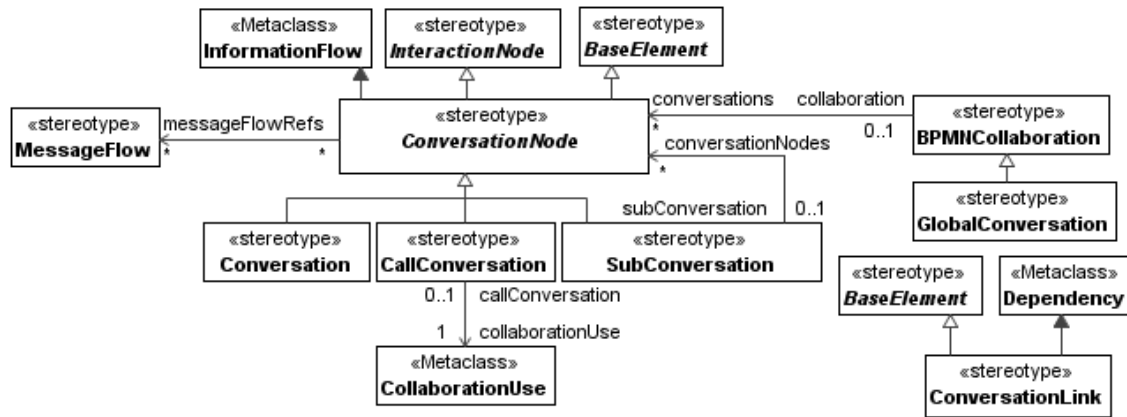 «Metaclass»
InformationFlow
«stereotype»
InteractionNode
«stereotype»
BaseElement
«stereotype»
MessageFlow
messageFlowRefs
*
*
«stereotype»
ConversationNode
conversations
*
collaboration
0..1
«stereotype»
BPMNCollaboration
conversationNodes
*
subConversation
0..1
«stereotype»
GlobalConversation
«stereotype»
Conversation
«stereotype»
CallConversation
«stereotype»
SubConversation
0..1
callConversation
1
collaborationUse
«Metaclass»
CollaborationUse
«stereotype»
BaseElement
«Metaclass»
Dependency
«stereotype»
ConversationLink